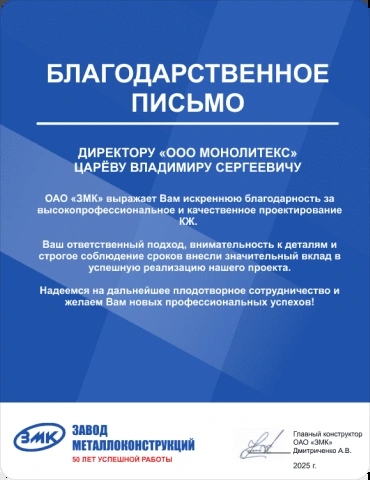 БЛАГОДАРСТВЕННОЕ
ПИСЬМО
ДИРЕКТОРУ «ООО МОНОЛИТЕКС»
ЦАРЁВУ ВЛАДИМИРУ СЕРГЕЕВИЧУ
ОАО «ЗМК» выражает Вам искреннюю благодарность за
высокопрофессиональное и качественное проектирование
КЖ.
Ваш ответственный подход, внимательность к деталям и
строгое соблюдение сроков внесли значительный вклад в
успешную реализацию нашего проекта.
Надеемся на дальнейшее плодотворное сотрудничество и
желаем Вам новых профессиональных успехов!
ЗМК
ЗАВОД
МЕТАЛЛОКОНСТРУКЦИЙ
50 ЛЕТ УСПЕШНОЙ РАБОТЫ
Главный конструктор
ОАО «ЗМК»
Дмитриченко А.В.
2025 г.